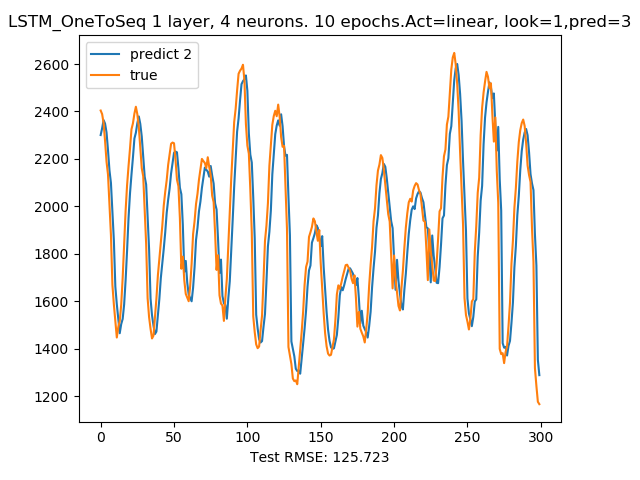 LSTM_OneToSeq 1 layer, 4 neurons. 10 epochs.Act=linear, look=1,pred=3
predict 2
true
2600
2400
2200
2000
1800
1600
1400
1200
0 50 100 150 200 250 300
Test RMSE: 125.723